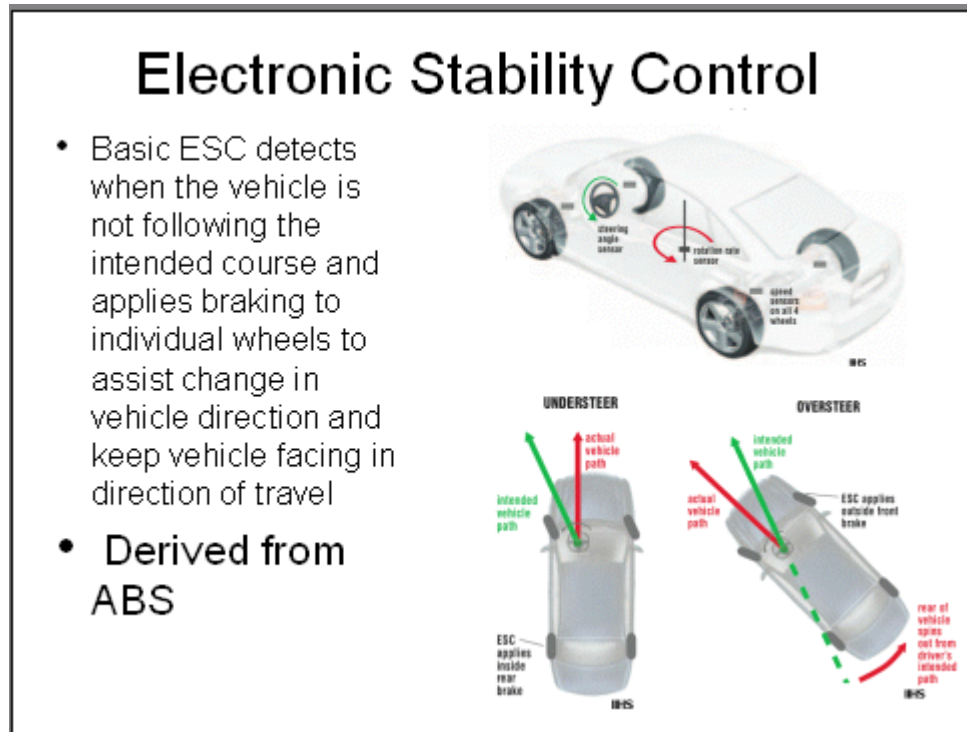 Electronic Stability Control
• Basic ESC detects
when the vehicle is
not following the
intended course and
applies braking to
individual wheels to
assist change in
vehicle direction and
keep vehicle facing in
direction of travel
• Derived from
ABS
steering
angle
sensor
rotation rate
sensor
speed
sensors
on all 4
wheels
IIHS
UNDERSTEER
actual
vehicle
path
intended
vehicle
path
ESC
applies
inside
rear
brake
IIHS
OVERSTEER
intended
vehicle
path
actual
vehicle
path
ESC applies
outside front
brake
rear of
vehicle
spins
out from
driver's
intended
path
IIHS